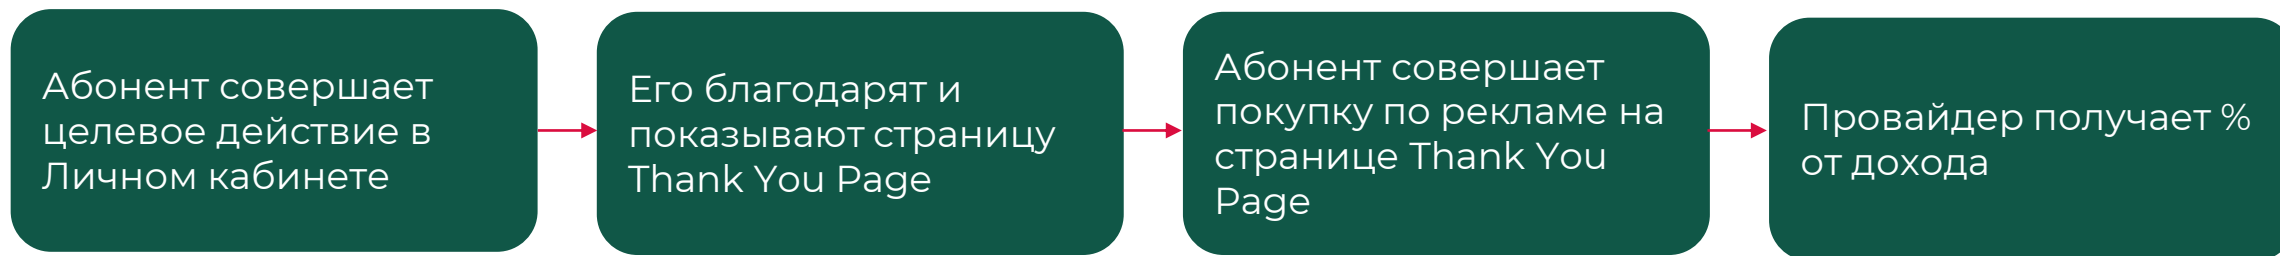 Абонент совершает
целевое действие в
Личном кабинете
Его благодарят и
показывают страницу
Thank You Page
Абонент совершает
покупку по рекламе на
странице Thank You
Page
Провайдер получает %
от дохода